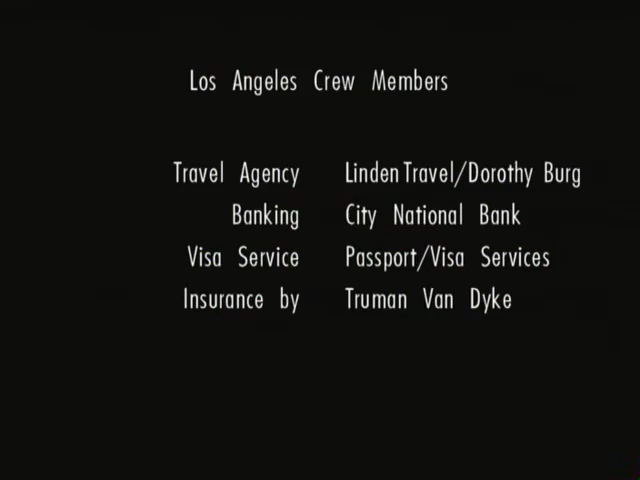 Los Angeles Crew Members
Travel Agency Linden Travel/Dorothy Burg
Banking City National Bank
Visa Service Passport/Visa Services
Insurance by Truman Van Dyke